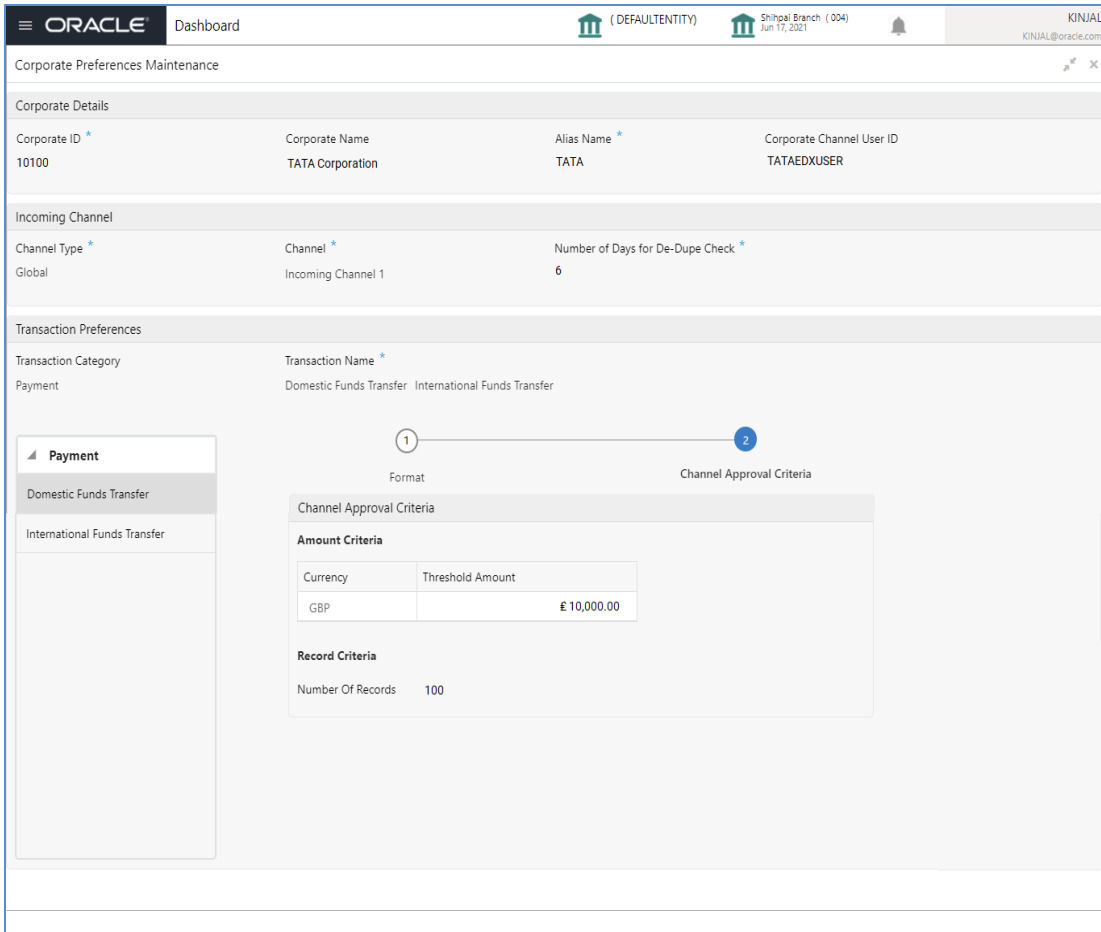 ORACLE Dashboard ( DEFAULTENTITY) Shihpai Branch ( 004) KINJAL
Jun 17, 2021 KINJAL@oracle.com
Corporate Preferences Maintenance
Corporate Details
Corporate ID * Corporate Name Alias Name * Corporate Channel User ID
10100 TATA Corporation TATA TATAEDXUSER
Incoming Channel
Channel Type * Channel * Number of Days for De-Dupe Check *
Global Incoming Channel 1 6
Transaction Preferences
Transaction Category Transaction Name *
Payment Domestic Funds Transfer International Funds Transfer
Payment
Domestic Funds Transfer
International Funds Transfer
1 2
Format Channel Approval Criteria
Channel Approval Criteria
Amount Criteria
Currency Threshold Amount
GBP £10,000.00
Record Criteria
Number Of Records 100